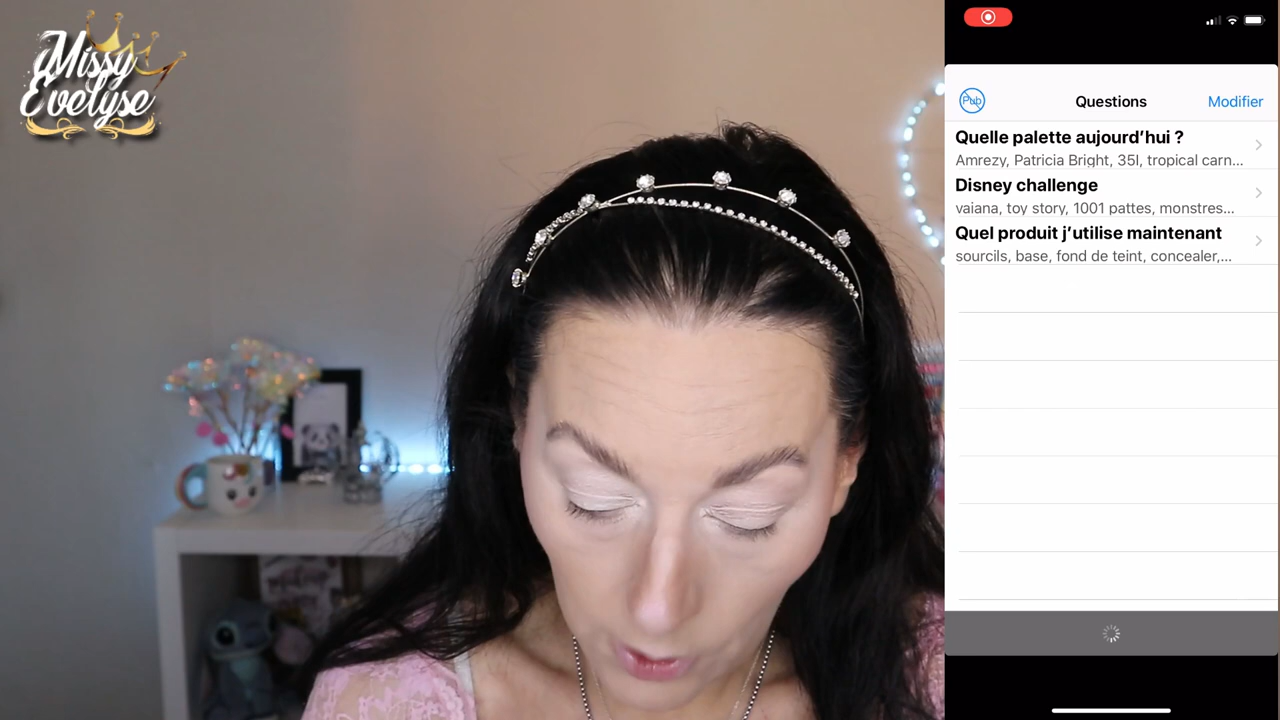 Missy
Evelyse
Pub
Questions
Modifier
Quelle palette aujourd’hui ?
Amrezy, Patricia Bright, 35I, tropical carn...
Disney challenge
vaiana, toy story, 1001 pattes, monstres...
Quel produit j’utilise maintenant
sourcils, base, fond de teint, concealer,...